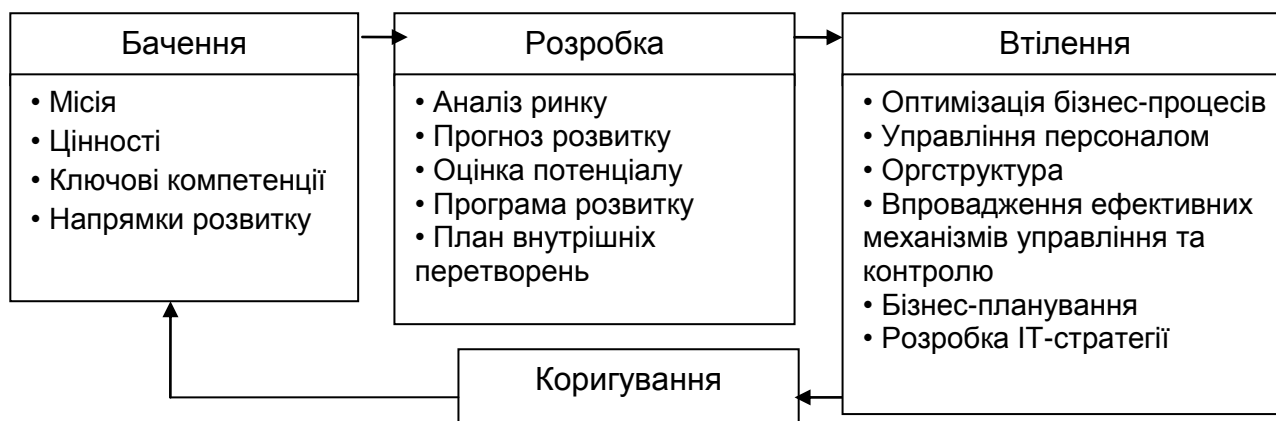 Бачення
• Місія
• Цінності
• Ключові компетенції
• Напрямки розвитку
Розробка
• Аналіз ринку
• Прогноз розвитку
• Оцінка потенціалу
• Програма розвитку
• План внутрішніх
перетворень
Втілення
• Оптимізація бізнес-процесів
• Управління персоналом
• Оргструктура
• Впровадження ефективних
механізмів управління та
контролю
• Бізнес-планування
• Розробка ІТ-стратегії
Коригування